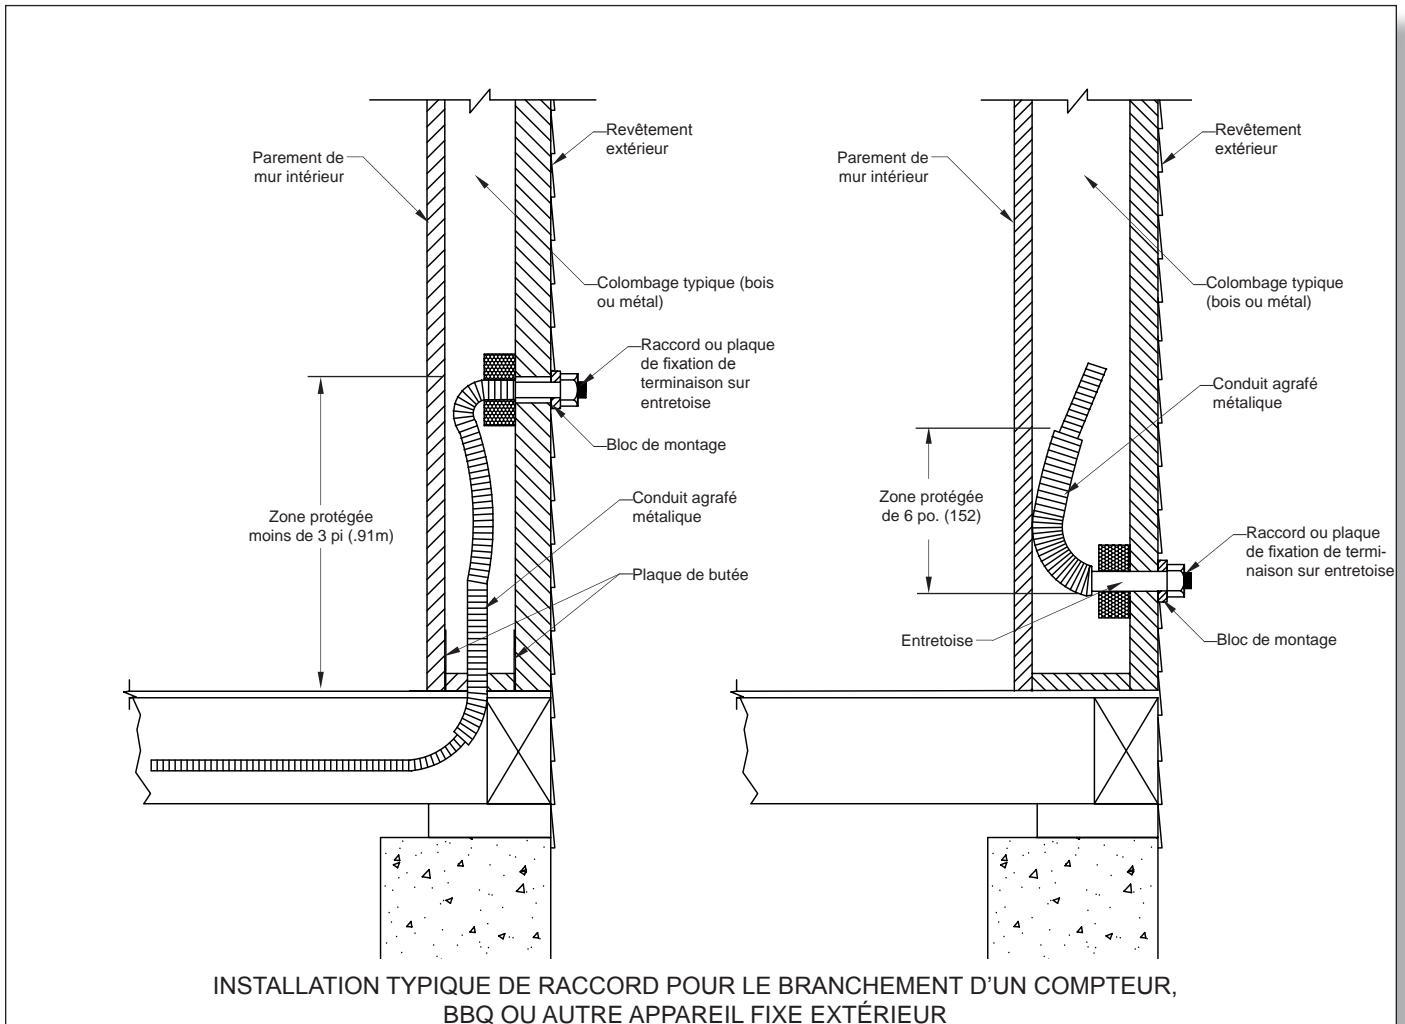 Revêtement
extérieur
Parement de
mur intérieur
Colombage typique (bois
ou métal)
Raccord ou plaque
de fixation de
terminaison sur
entretoise
Bloc de montage
Zone protégée
moins de 3 pi (.91m)
Conduit agrafé
métalique
Plaque de butée
Revêtement
extérieur
Parement de
mur intérieur
Colombage typique
(bois ou métal)
Conduit agrafé
métalique
Zone protégée
de 6 po. (152)
Raccord ou plaque
de fixation de termi-
naison sur entretoise
Entretoise
Bloc de montage
INSTALLATION TYPIQUE DE RACCORD POUR LE BRANCHEMENT D'UN COMPTEUR,
BBQ OU AUTRE APPAREIL FIXE EXTÉRIEUR